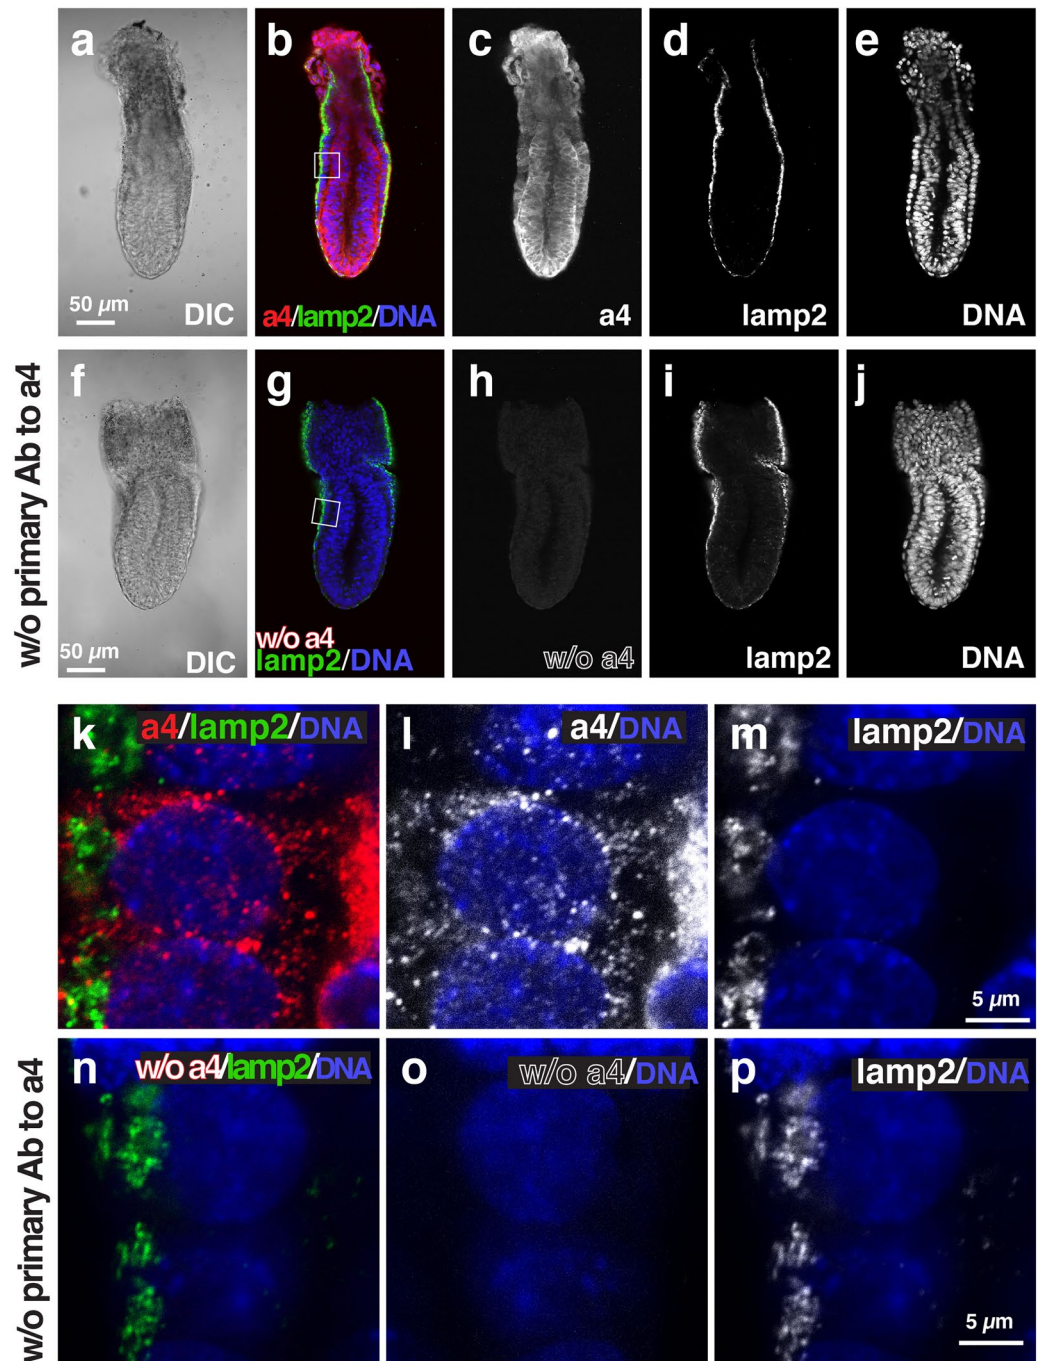 a
b
c
d
e
50 µm
DIC
a4/lamp2/DNA
a4
lamp2
DNA
w/o primary Ab to a4
f
g
h
i
j
50 µm
DIC
w/o a4
lamp2/DNA
w/o a4
lamp2
DNA
k
a4/lamp2/DNA
l
a4/DNA
m
lamp2/DNA
5 µm
w/o primary Ab to a4
n
w/o a4/lamp2/DNA
o
w/o a4/DNA
p
lamp2/DNA
5 µm